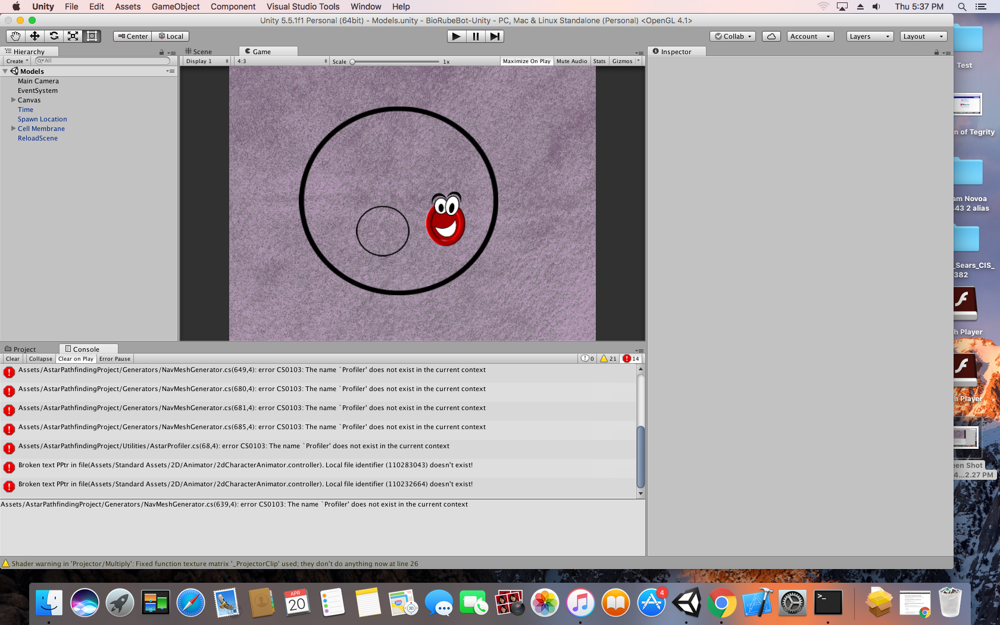 Unity File Edit Assets GameObject Component Visual Studio Tools Window Help
Thu 5:37 PM
Unity 5.5.1f1 Personal (64bit) - Models.unity - BioRubeBot-Unity - PC, Mac & Linux Standalone (Personal) <OpenGL 4.1>
Center Local
Collab Account Layers Layout
Hierarchy
Create All
Models
Main Camera
EventSystem
Canvas
Time
Spawn Location
Cell Membrane
ReloadScene
Scene Game
Display 1 4:3 Scale 1x Maximize On Play Mute Audio Stats Gizmos
Inspector
Project Console
Clear Collapse Clear on Play Error Pause 0 21 14
Assets/AstarPathfindingProject/Generators/NavMeshGenerator.cs(649,4): error CS0103: The name `Profiler' does not exist in the current context
Assets/AstarPathfindingProject/Generators/NavMeshGenerator.cs(680,4): error CS0103: The name `Profiler' does not exist in the current context
Assets/AstarPathfindingProject/Generators/NavMeshGenerator.cs(681,4): error CS0103: The name `Profiler' does not exist in the current context
Assets/AstarPathfindingProject/Generators/NavMeshGenerator.cs(685,4): error CS0103: The name `Profiler' does not exist in the current context
Assets/AstarPathfindingProject/Utilities/AstarProfiler.cs(68,4): error CS0103: The name `Profiler' does not exist in the current context
Broken text PPtr in file(Assets/Standard Assets/2D/Animator/2dCharacterAnimator.controller). Local file identifier (110283043) doesn't exist!
Broken text PPtr in file(Assets/Standard Assets/2D/Animator/2dCharacterAnimator.controller). Local file identifier (110232664) doesn't exist!
Assets/AstarPathfindingProject/Generators/NavMeshGenerator.cs(639,4): error CS0103: The name `Profiler' does not exist in the current context
Shader warning in 'Projector/Multiply': Fixed function texture matrix '_ProjectorClip' used; they don't do anything now at line 26
Test
n of Tegrity
am Novoa
443 2 alias
_Sears_CIS_
382
h Player
h Player
een Shot
4...2.27 PM
APR
20
3D
4
>_